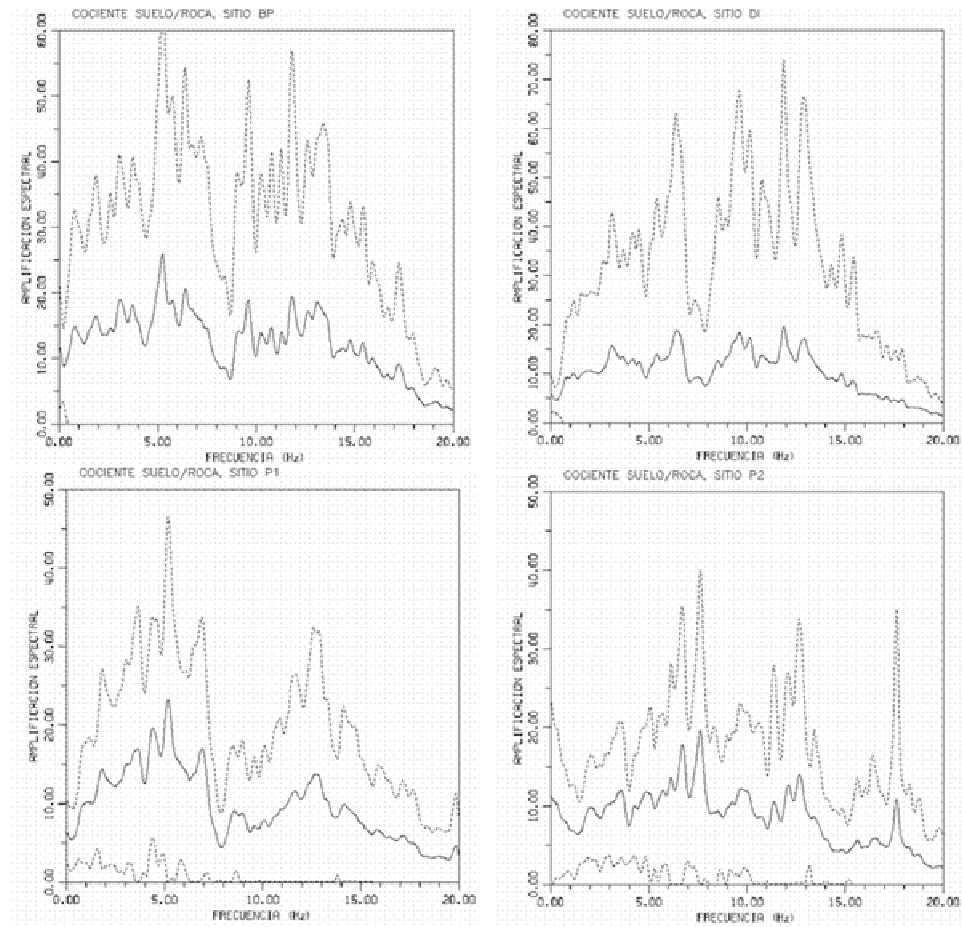 COCIENTE SUELO/ROCA, SITIO BP
AMPLIFICACION ESPECTRAL
60.00
50.00
40.00
30.00
20.00
10.00
0.00
0.00 5.00 10.00 15.00 20.00
FRECUENCIA (Hz)
COCIENTE SUELO/ROCA, SITIO DI
AMPLIFICACION ESPECTRAL
80.00
70.00
60.00
50.00
40.00
30.00
20.00
10.00
0.00
0.00 5.00 10.00 15.00 20.00
FRECUENCIA (Hz)
COCIENTE SUELO/ROCA, SITIO P1
AMPLIFICACION ESPECTRAL
50.00
40.00
30.00
20.00
10.00
0.00
0.00 5.00 10.00 15.00 20.00
FRECUENCIA (Hz)
COCIENTE SUELO/ROCA, SITIO P2
AMPLIFICACION ESPECTRAL
50.00
40.00
30.00
20.00
10.00
0.00
0.00 5.00 10.00 15.00 20.00
FRECUENCIA (Hz)